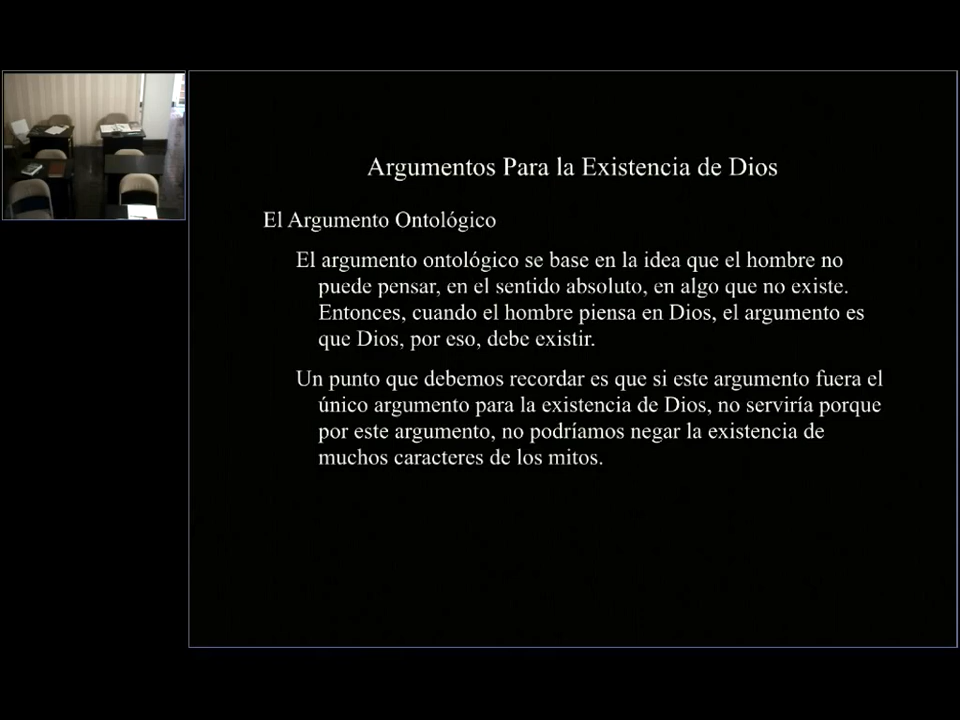 Argumentos Para la Existencia de Dios
El Argumento Ontológico
El argumento ontológico se base en la idea que el hombre no
puede pensar, en el sentido absoluto, en algo que no existe.
Entonces, cuando el hombre piensa en Dios, el argumento es
que Dios, por eso, debe existir.
Un punto que debemos recordar es que si este argumento fuera el
único argumento para la existencia de Dios, no serviría porque
por este argumento, no podríamos negar la existencia de
muchos caracteres de los mitos.